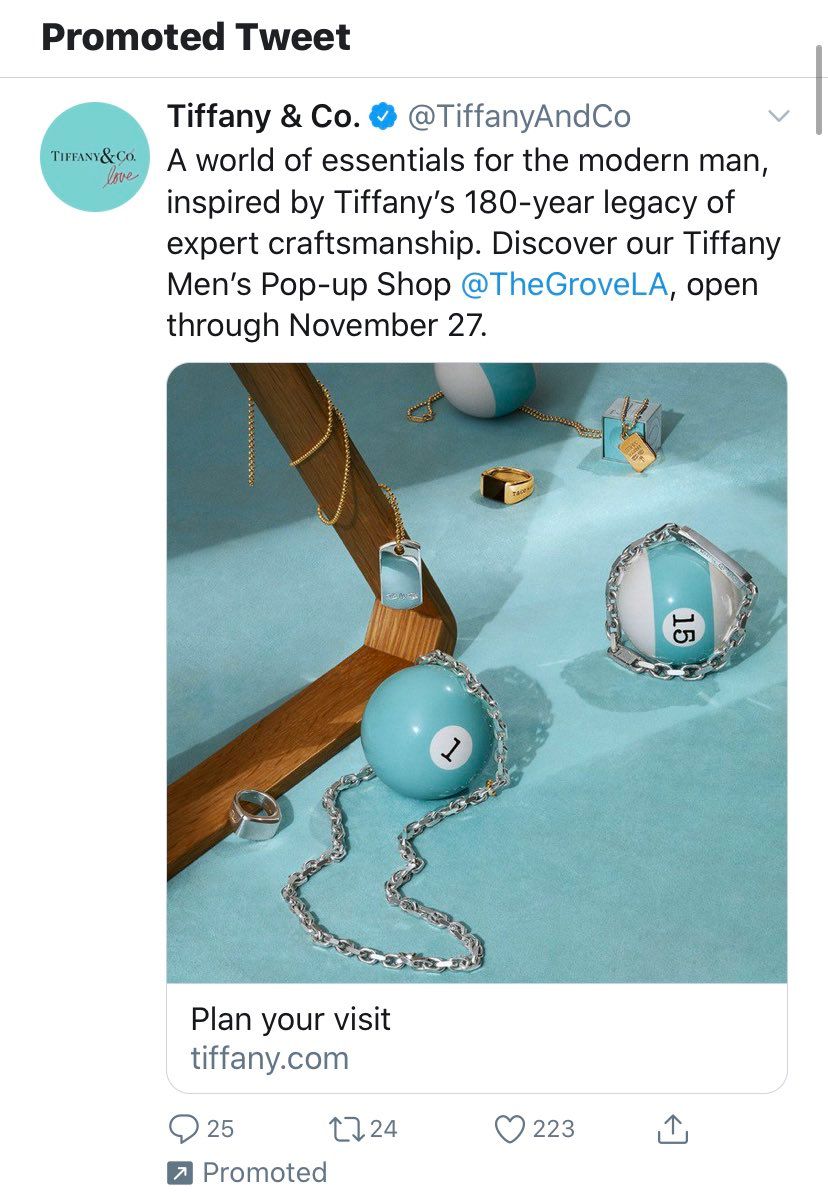 Promoted Tweet
Tiffany & Co. @TiffanyAndCo
TIFFANY&CO.
love
A world of essentials for the modern man,
inspired by Tiffany’s 180-year legacy of
expert craftsmanship. Discover our Tiffany
Men’s Pop-up Shop @TheGroveLA, open
through November 27.
15
1
Plan your visit
tiffany.com
25 24 223
Promoted